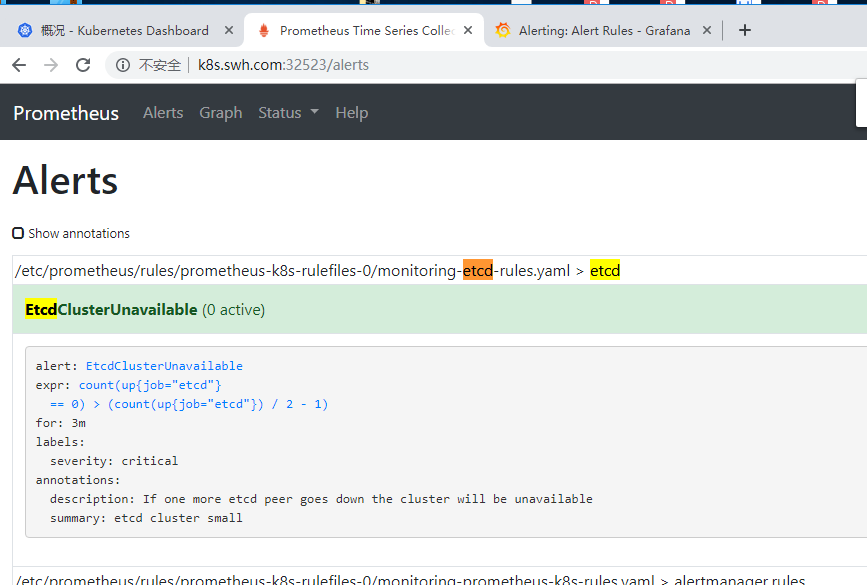 概况 - Kubernetes Dashboard
Prometheus Time Series Collec
Alerting: Alert Rules - Grafana
不安全 k8s.swh.com:32523/alerts
Prometheus Alerts Graph Status Help
Alerts
Show annotations
/etc/prometheus/rules/prometheus-k8s-rulefiles-0/monitoring-etcd-rules.yaml > etcd
EtcdClusterUnavailable (0 active)
alert: EtcdClusterUnavailable
expr: count(up{job="etcd"}
== 0) > (count(up{job="etcd"}) / 2 - 1)
for: 3m
labels:
severity: critical
annotations:
description: If one more etcd peer goes down the cluster will be unavailable
summary: etcd cluster small
/etc/prometheus/rules/prometheus-k8s-rulefiles-0/monitoring-prometheus-k8s-rules.yaml > alertmanager.rules